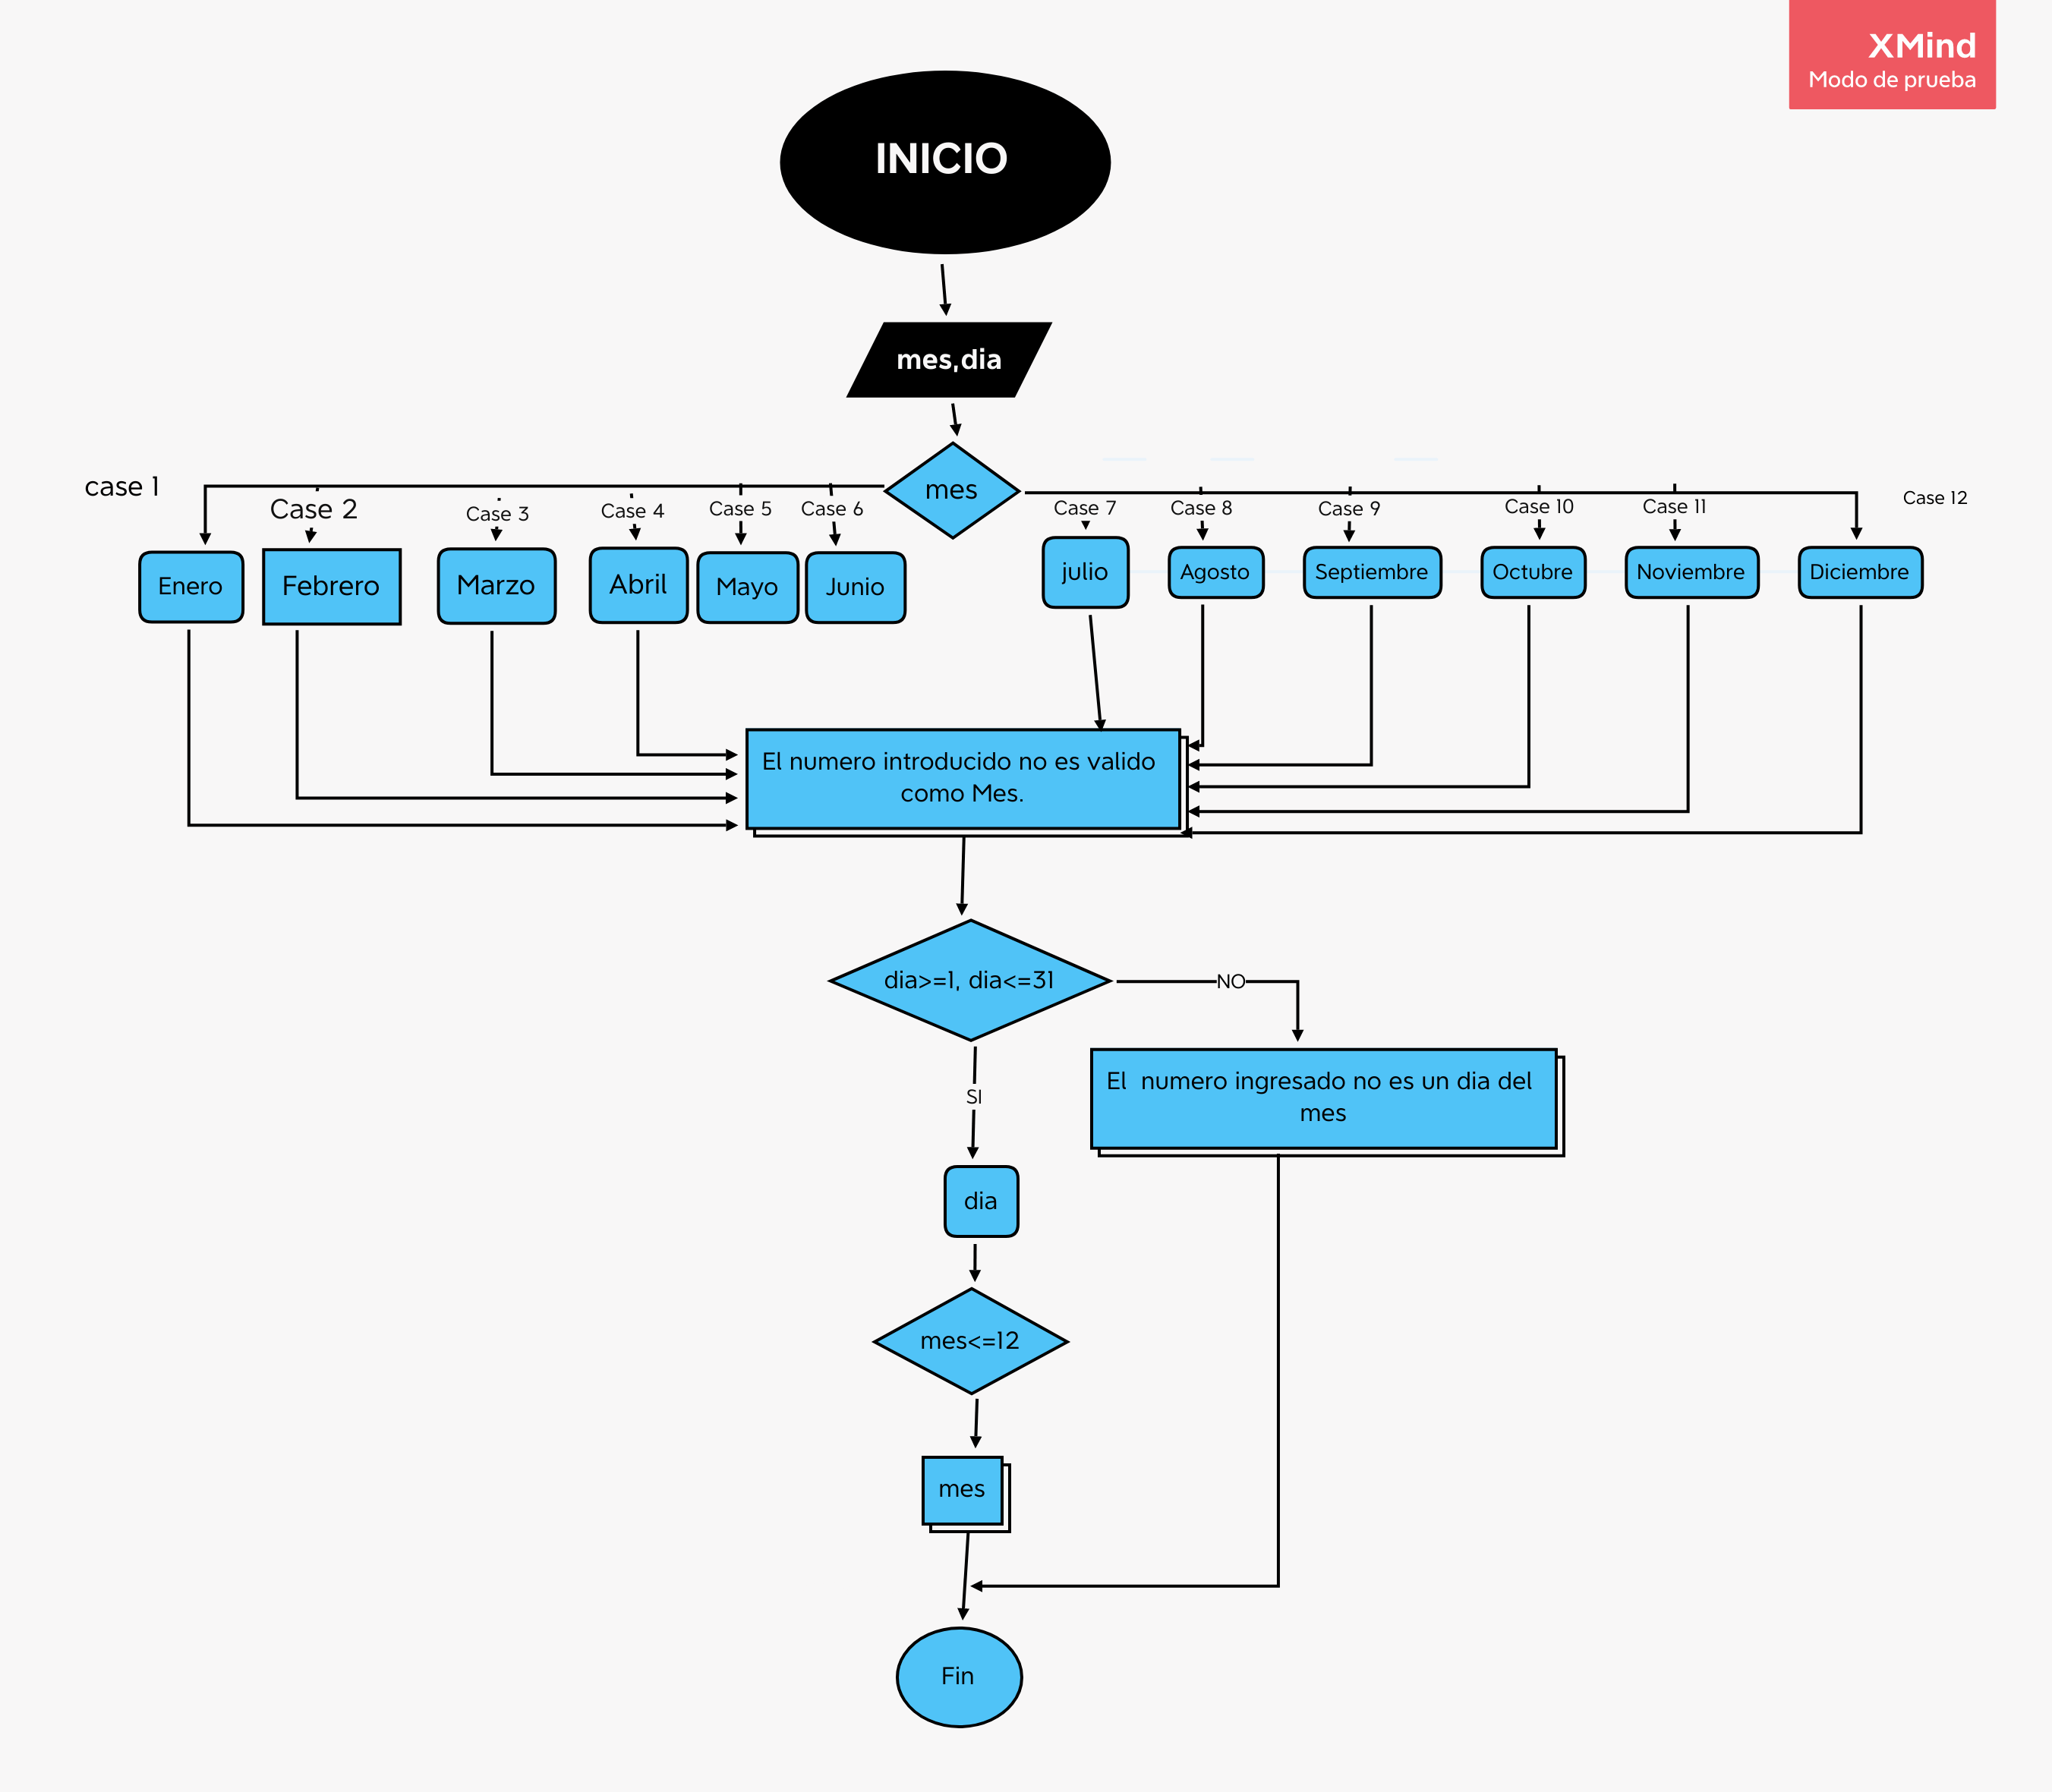 XMind
Modo de prueba
INICIO
mes,dia
mes
case 1
Case 2
Case 3
Case 4
Case 5
Case 6
Case 7
Case 8
Case 9
Case 10
Case 11
Case 12
Enero
Febrero
Marzo
Abril
Mayo
Junio
julio
Agosto
Septiembre
Octubre
Noviembre
Diciembre
El numero introducido no es valido
como Mes.
dia>=1, dia<=31
NO
El  numero ingresado no es un dia del
mes
SI
dia
mes<=12
mes
Fin